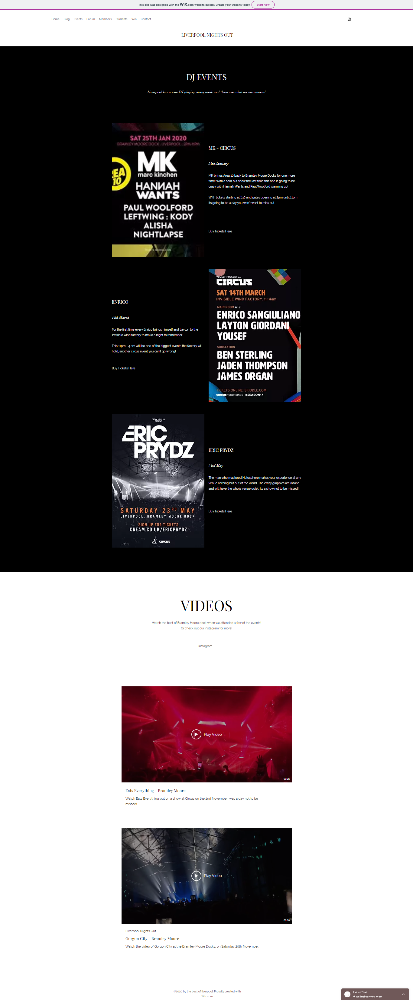 This site was designed with the WiX.com website builder. Create your website today. Start Now
Home Blog Events Forum Members Students Win Contact
LIVERPOOL NIGHTS OUT
DJ EVENTS
Liverpool has a new DJ playing every week and these are what we recommend
SAT 25TH JAN 2020
BRAMLEY MOORE DOCK : LIVERPOOL : 2PM-11PM
MK
marc kinchen
HANNAH
WANTS
PAUL WOOLFORD
LEFTWING : KODY
ALISHA
NIGHTLAPSE
MK - CIRCUS
25th January
MK brings Area 10 back to Bramley Moore Docks for one more
time! With a sold out show the last time this one is going to be
crazy with Hannah Wants and Paul Woolford warming up!
With tickets starting at £30 and gates opening at 2pm until 11pm
its going to be a day you won't want to miss out
Buy Tickets Here
ENRICO
14th March
For the first time every Enrico brings himself and Layton to the
invisible wind factory to make a night to remember.
This 11pm - 4 am will be one of the biggest events the factory will
hold, another circus event you can't go wrong!
Buy Tickets Here
YOUSEF PRESENTS...
CIRCUS
SAT 14TH MARCH
INVISIBLE WIND FACTORY. 11-4am
MAIN ROOM A-Z
ENRICO SANGIULIANO
LAYTON GIORDANI
YOUSEF
SUBSTATION
BEN STERLING
JADEN THOMPSON
JAMES ORGAN
TICKETS ONLINE: SKIDDLE.COM
CIRCUS RECORDINGS #SEASON17
CREAM & CIRCUS
PRESENT
ERIC
PRYDZ
SATURDAY 23RD MAY
LIVERPOOL, BRAMLEY MOORE DOCK
SIGN UP FOR TICKETS
CREAM.CO.UK/ERICPRYDZ
CIRCUS
ERIC PRYDZ
23rd May
The man who mastered Holosphere makes your experience at any
venue nothing but out of the world. The crazy graphics are insane
and will have the whole venue quiet, its a show not to be missed!!
Buy Tickets Here
VIDEOS
Watch the best of Bramley Moore dock when we attended a few of the events!
Or check out our instagram for more!
instagram
Play Video
00:25
Eats Everything - Bramley Moore
Watch Eats Everything put on a show at Circus on the 2nd November, was a day not to be
missed!
Play Video
00:20
Liverpool Nights Out
Gorgon City - Bramley Moore
Watch the video of Gorgon City at the Bramley Moore Docks, on Saturday 20th November.
©2020 by the best of liverpool. Proudly created with
Wix.com
Let's Chat!
We'll reply as soon as we can